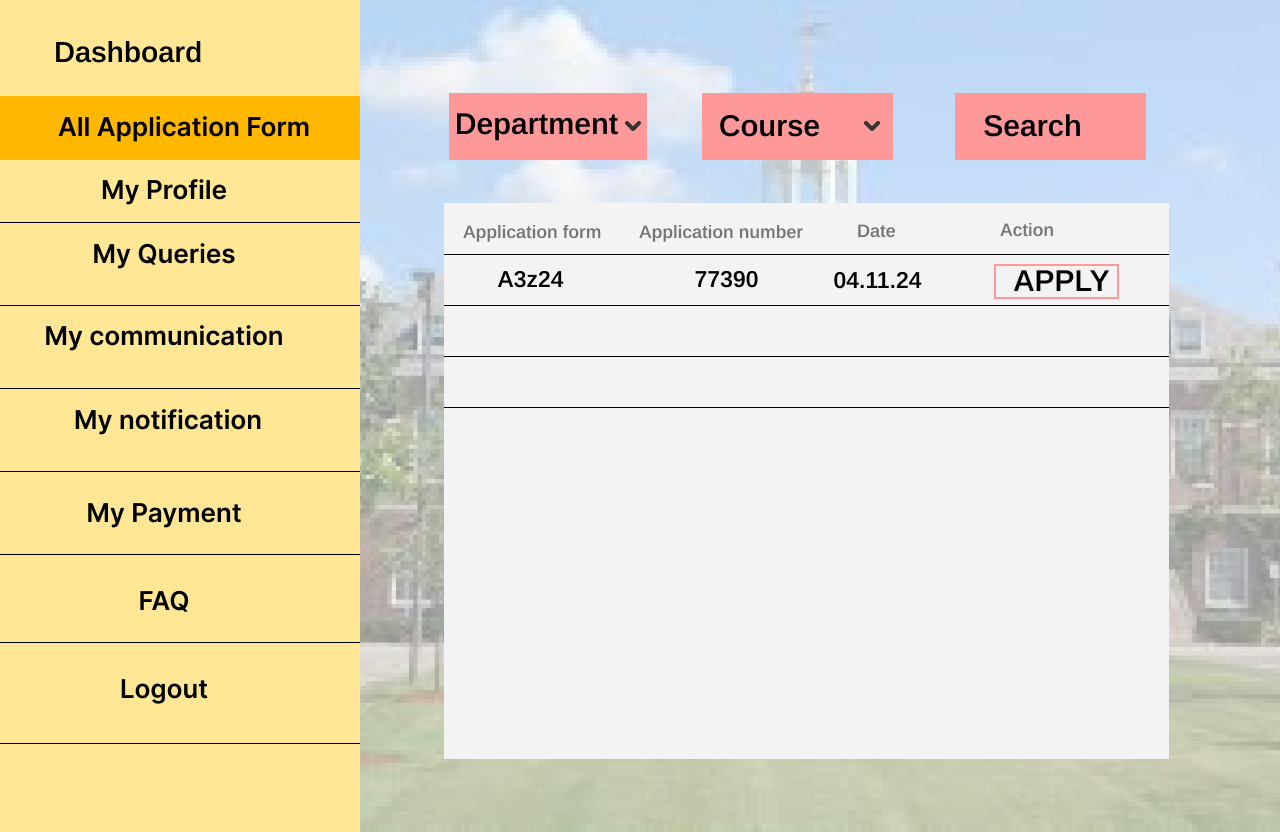 Dashboard
All Application Form
My Profile
My Queries
My communication
My notification
My Payment
FAQ
Logout
Department
Course
Search
Application form Application number Date Action
A3z24 77390 04.11.24 APPLY